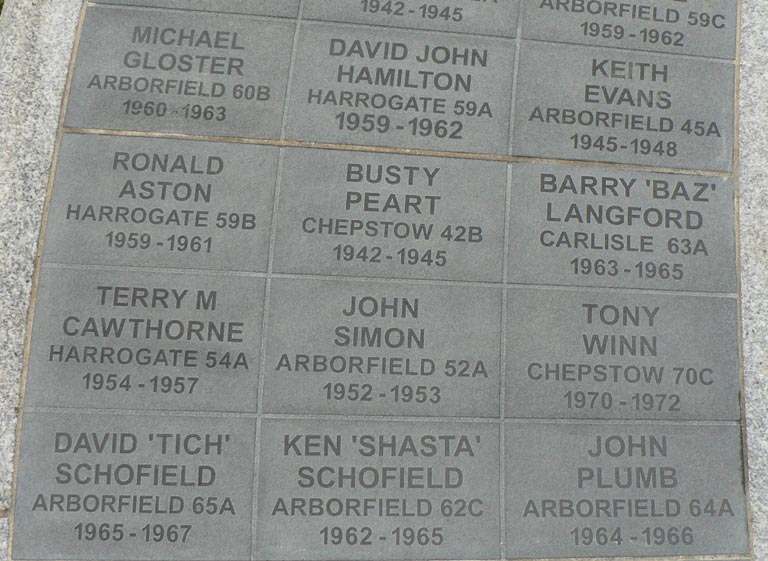 1942 - 1945
ARBORFIELD 59C
1959 - 1962
MICHAEL
GLOSTER
ARBORFIELD 60B
1960 - 1963
DAVID JOHN
HAMILTON
HARROGATE 59A
1959 - 1962
KEITH
EVANS
ARBORFIELD 45A
1945 - 1948
RONALD
ASTON
HARROGATE 59B
1959 - 1961
BUSTY
PEART
CHEPSTOW 42B
1942 - 1945
BARRY 'BAZ'
LANGFORD
CARLISLE 63A
1963 - 1965
TERRY M
CAWTHORNE
HARROGATE 54A
1954 - 1957
JOHN
SIMON
ARBORFIELD 52A
1952 - 1953
TONY
WINN
CHEPSTOW 70C
1970 - 1972
DAVID 'TICH'
SCHOFIELD
ARBORFIELD 65A
1965 - 1967
KEN 'SHASTA'
SCHOFIELD
ARBORFIELD 62C
1962 - 1965
JOHN
PLUMB
ARBORFIELD 64A
1964 - 1966